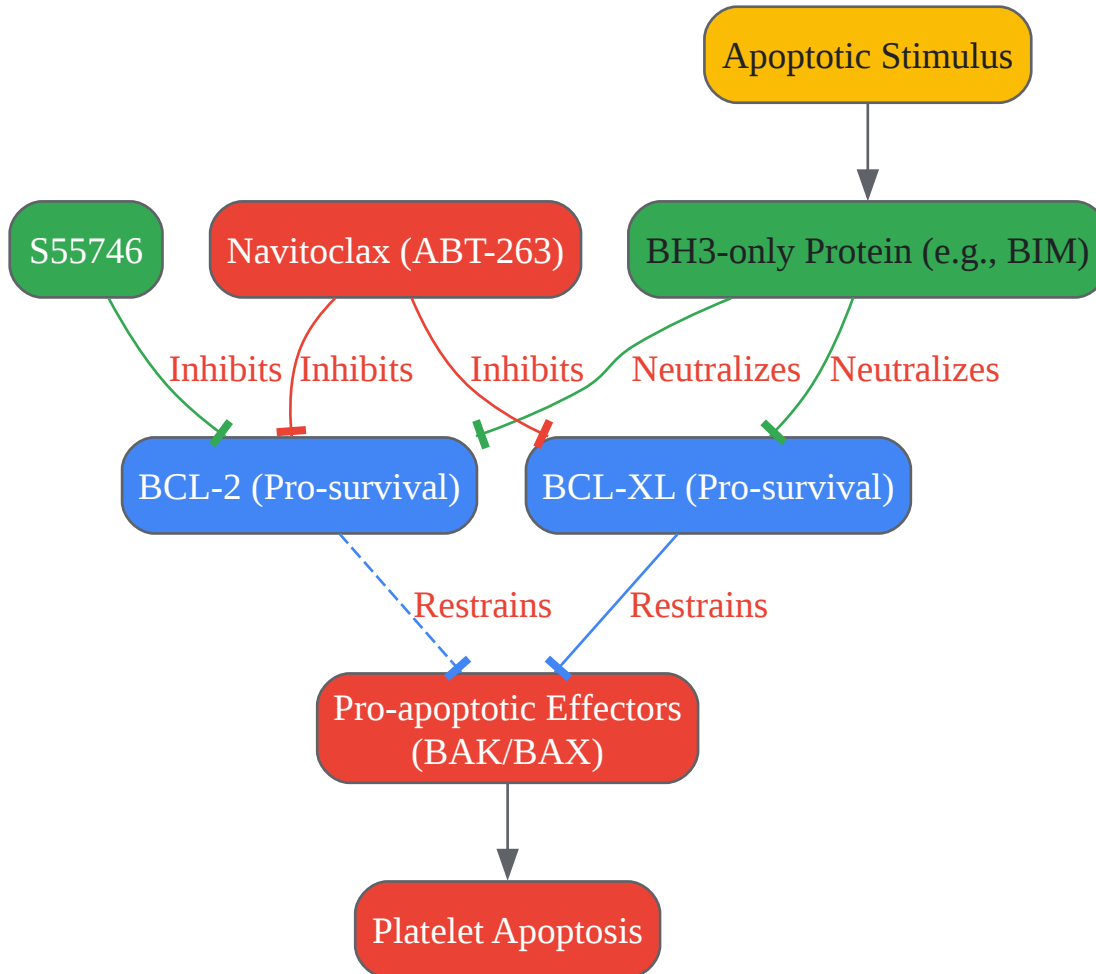 Apoptotic Stimulus
S55746
Navitoclax (ABT-263)
BH3-only Protein (e.g., BIM)
Inhibits
Inhibits
Inhibits
Neutralizes
Neutralizes
BCL-2 (Pro-survival)
BCL-XL (Pro-survival)
Restrains
Restrains
Pro-apoptotic Effectors
(BAK/BAX)
Platelet Apoptosis